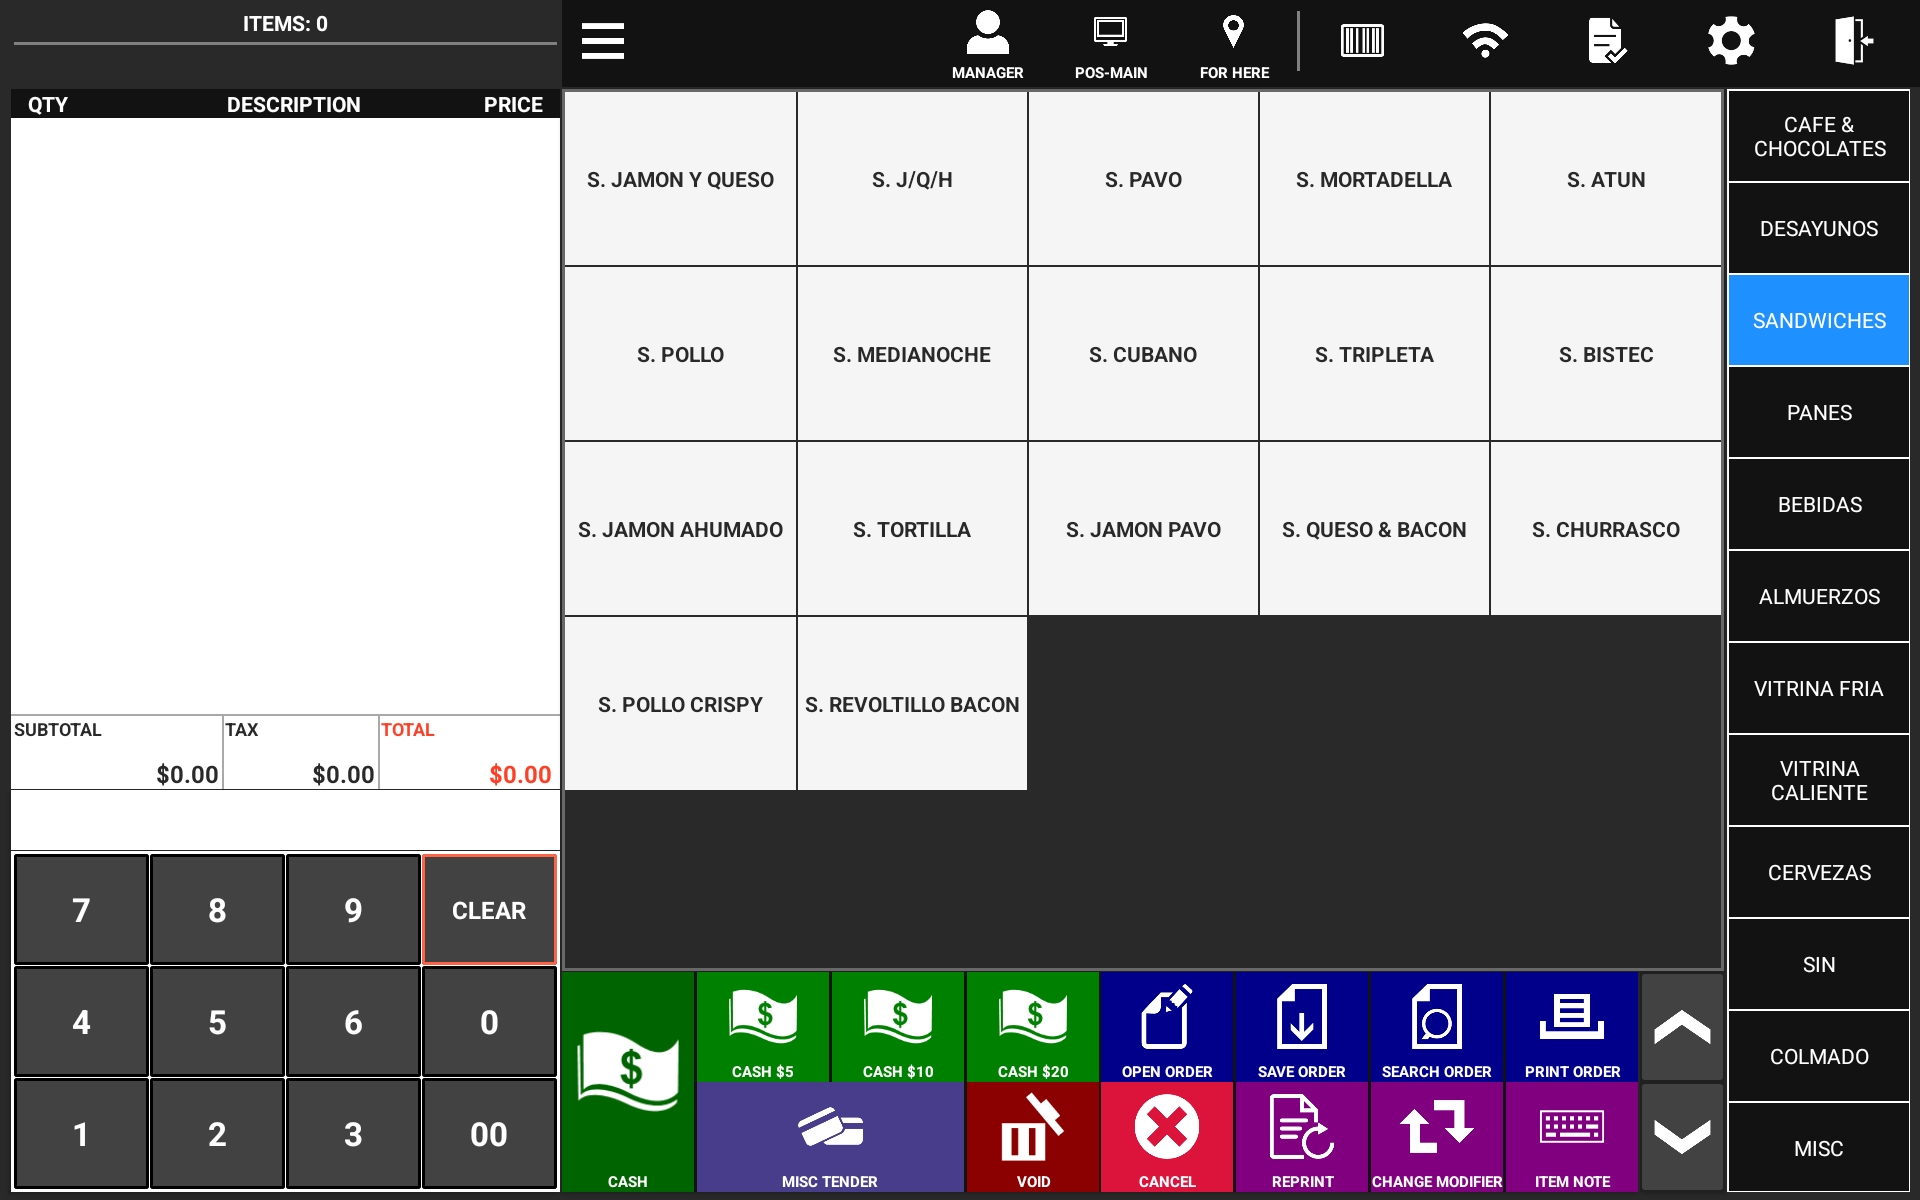 ITEMS: 0
MANAGER
POS-MAIN
FOR HERE
QTY DESCRIPTION PRICE
S. JAMON Y QUESO
S. J/Q/H
S. PAVO
S. MORTADELLA
S. ATUN
S. POLLO
S. MEDIANOCHE
S. CUBANO
S. TRIPLETA
S. BISTEC
S. JAMON AHUMADO
S. TORTILLA
S. JAMON PAVO
S. QUESO & BACON
S. CHURRASCO
S. POLLO CRISPY
S. REVOLTILLO BACON
CAFE &
CHOCOLATES
DESAYUNOS
SANDWICHES
PANES
BEBIDAS
ALMUERZOS
VITRINA FRIA
VITRINA
CALIENTE
CERVEZAS
SIN
COLMADO
MISC
SUBTOTAL TAX TOTAL
$0.00 $0.00 $0.00
7 8 9 CLEAR
4 5 6 0
1 2 3 00
CASH
CASH $5
CASH $10
CASH $20
OPEN ORDER
SAVE ORDER
SEARCH ORDER
PRINT ORDER
MISC TENDER
VOID
CANCEL
REPRINT
CHANGE MODIFIER
ITEM NOTE